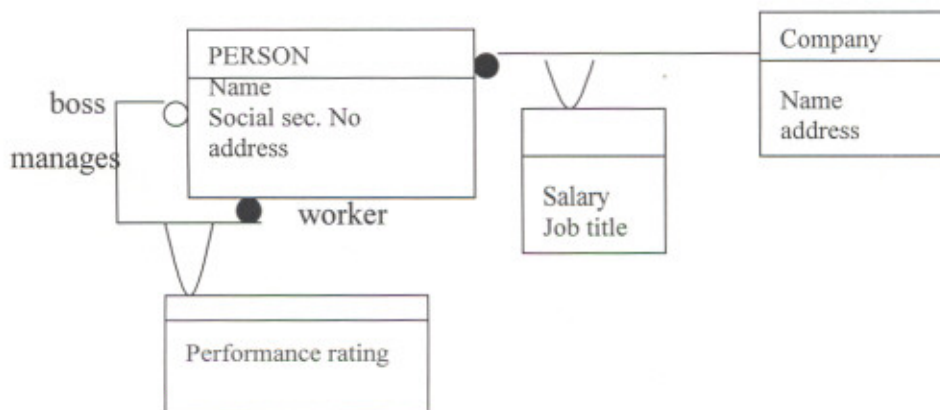 PERSON
Name
Social sec. No
address
Company
Name
address
boss
manages
worker
Salary
Job title
Performance rating